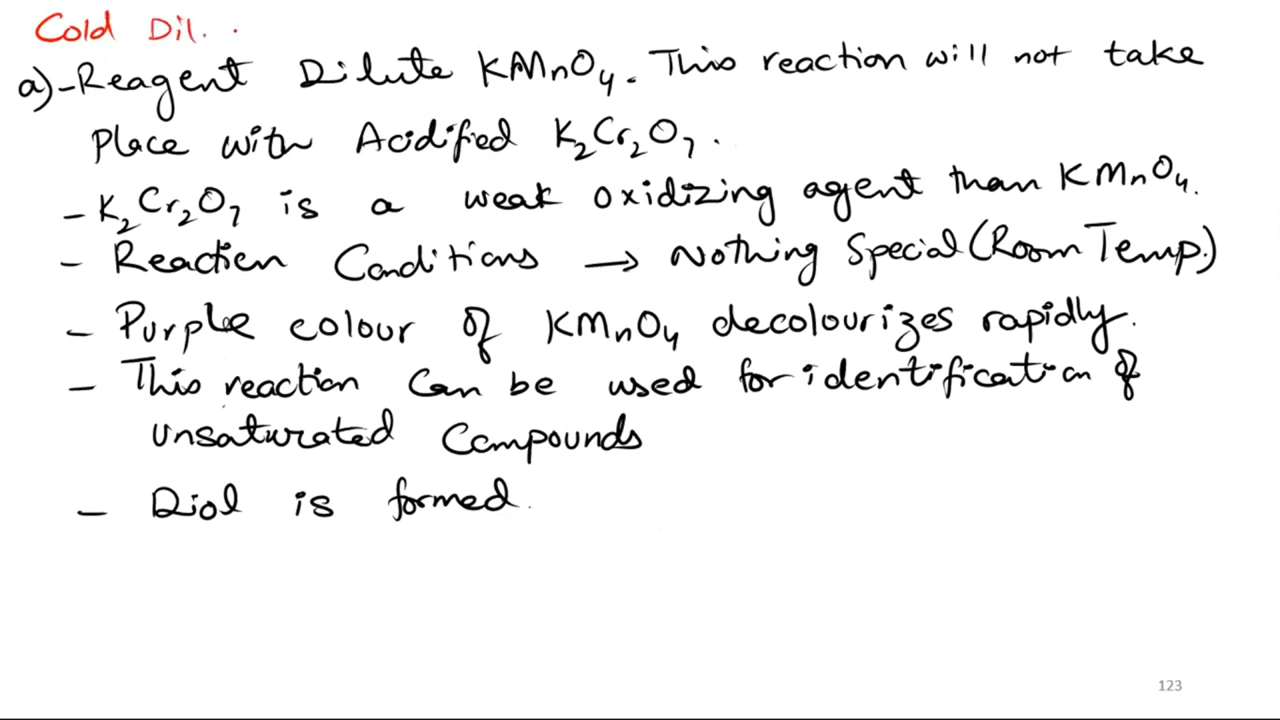 Cold Dil.
a)-Reagent Dilute KMnO4. This reaction will not take
Place with Acidified K2Cr2O7.
- K2Cr2O7 is a weak oxidizing agent than KMnO4.
- Reaction Conditions → Nothing Special (Room Temp.)
- Purple colour of KMnO4 decolourizes rapidly.
- This reaction can be used for identification of
unsaturated Compounds
- Diol is formed.
123